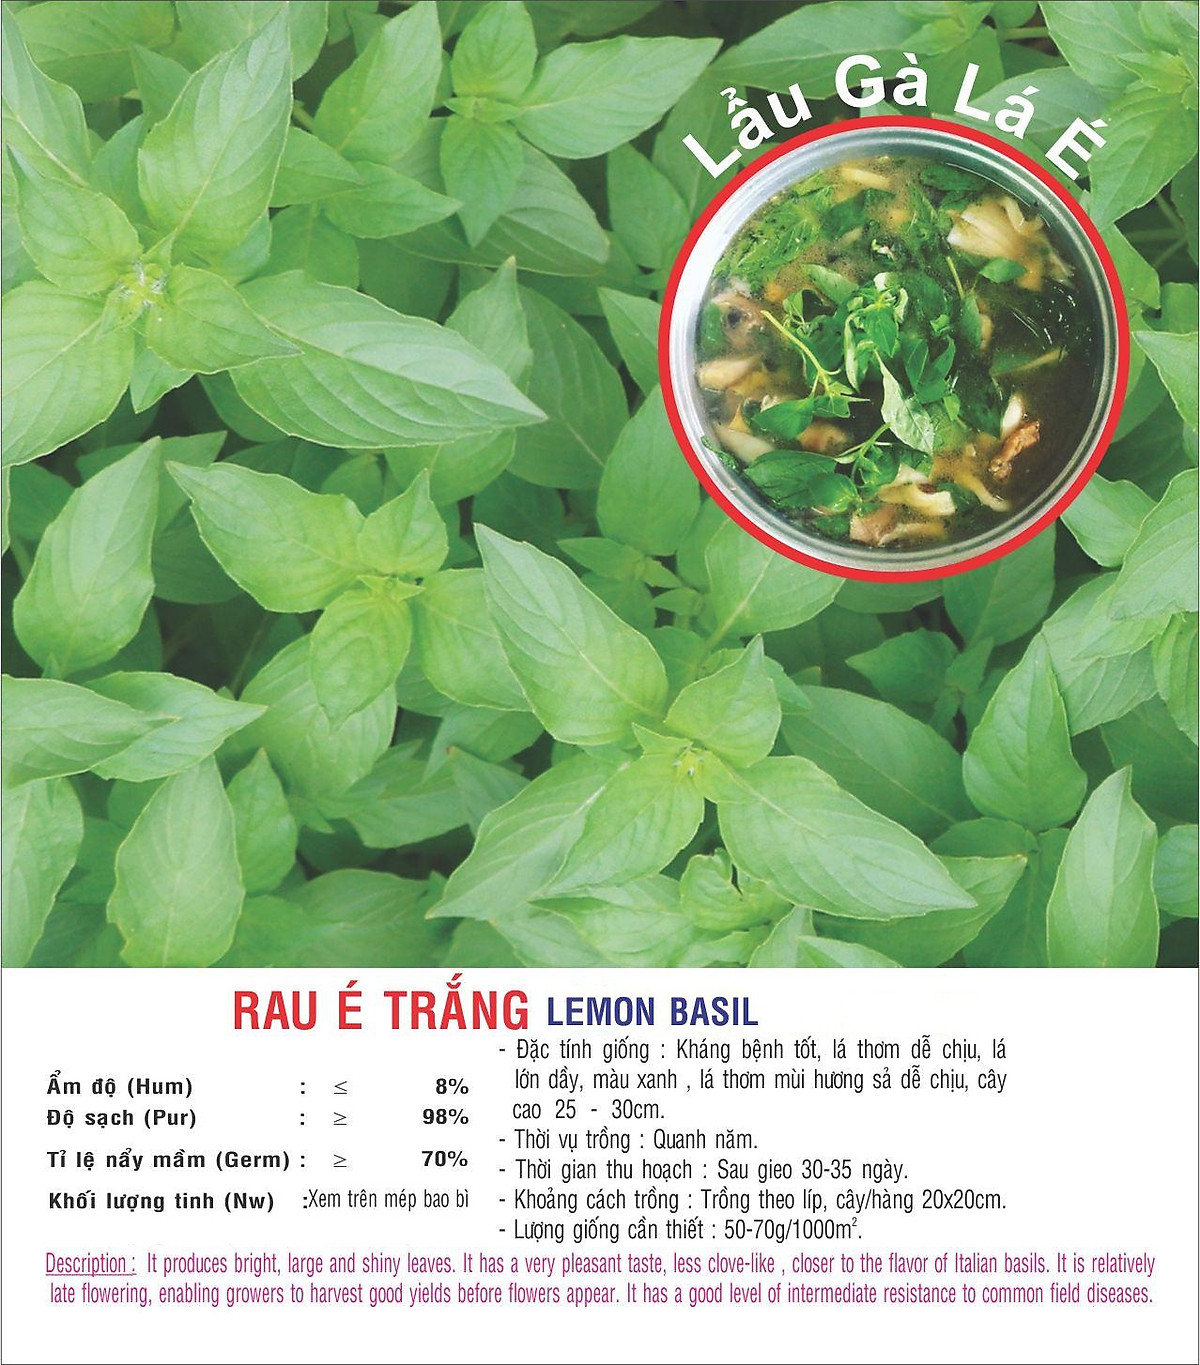 Lẩu Gà Lá É
RAU É TRẮNG LEMON BASIL
Ẩm độ (Hum) : ≤ 8%
Độ sạch (Pur) : ≥ 98%
Tỉ lệ nẩy mầm (Germ) : ≥ 70%
Khối lượng tinh (Nw) :Xem trên mép bao bì
- Đặc tính giống : Kháng bệnh tốt, lá thơm dễ chịu, lá
lớn dầy, màu xanh , lá thơm mùi hương sả dễ chịu, cây
cao 25 - 30cm.
- Thời vụ trồng : Quanh năm.
- Thời gian thu hoạch : Sau gieo 30-35 ngày.
- Khoảng cách trồng : Trồng theo líp, cây/hàng 20x20cm.
- Lượng giống cần thiết : 50-70g/1000m².
Description : It produces bright, large and shiny leaves. It has a very pleasant taste, less clove-like , closer to the flavor of Italian basils. It is relatively
late flowering, enabling growers to harvest good yields before flowers appear. It has a good level of intermediate resistance to common field diseases.